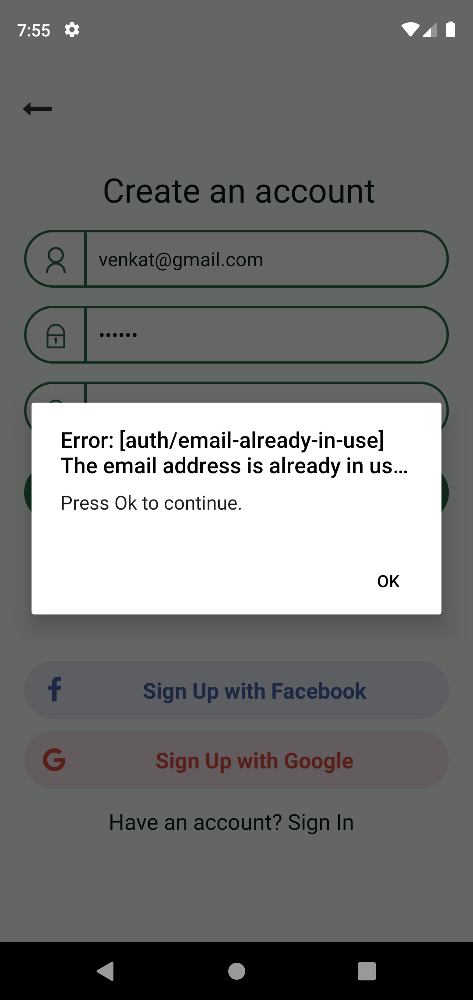 7:55
Create an account
venkat@gmail.com
••••••
Error: [auth/email-already-in-use]
The email address is already in us…
Press Ok to continue.
OK
Sign Up with Facebook
Sign Up with Google
Have an account? Sign In